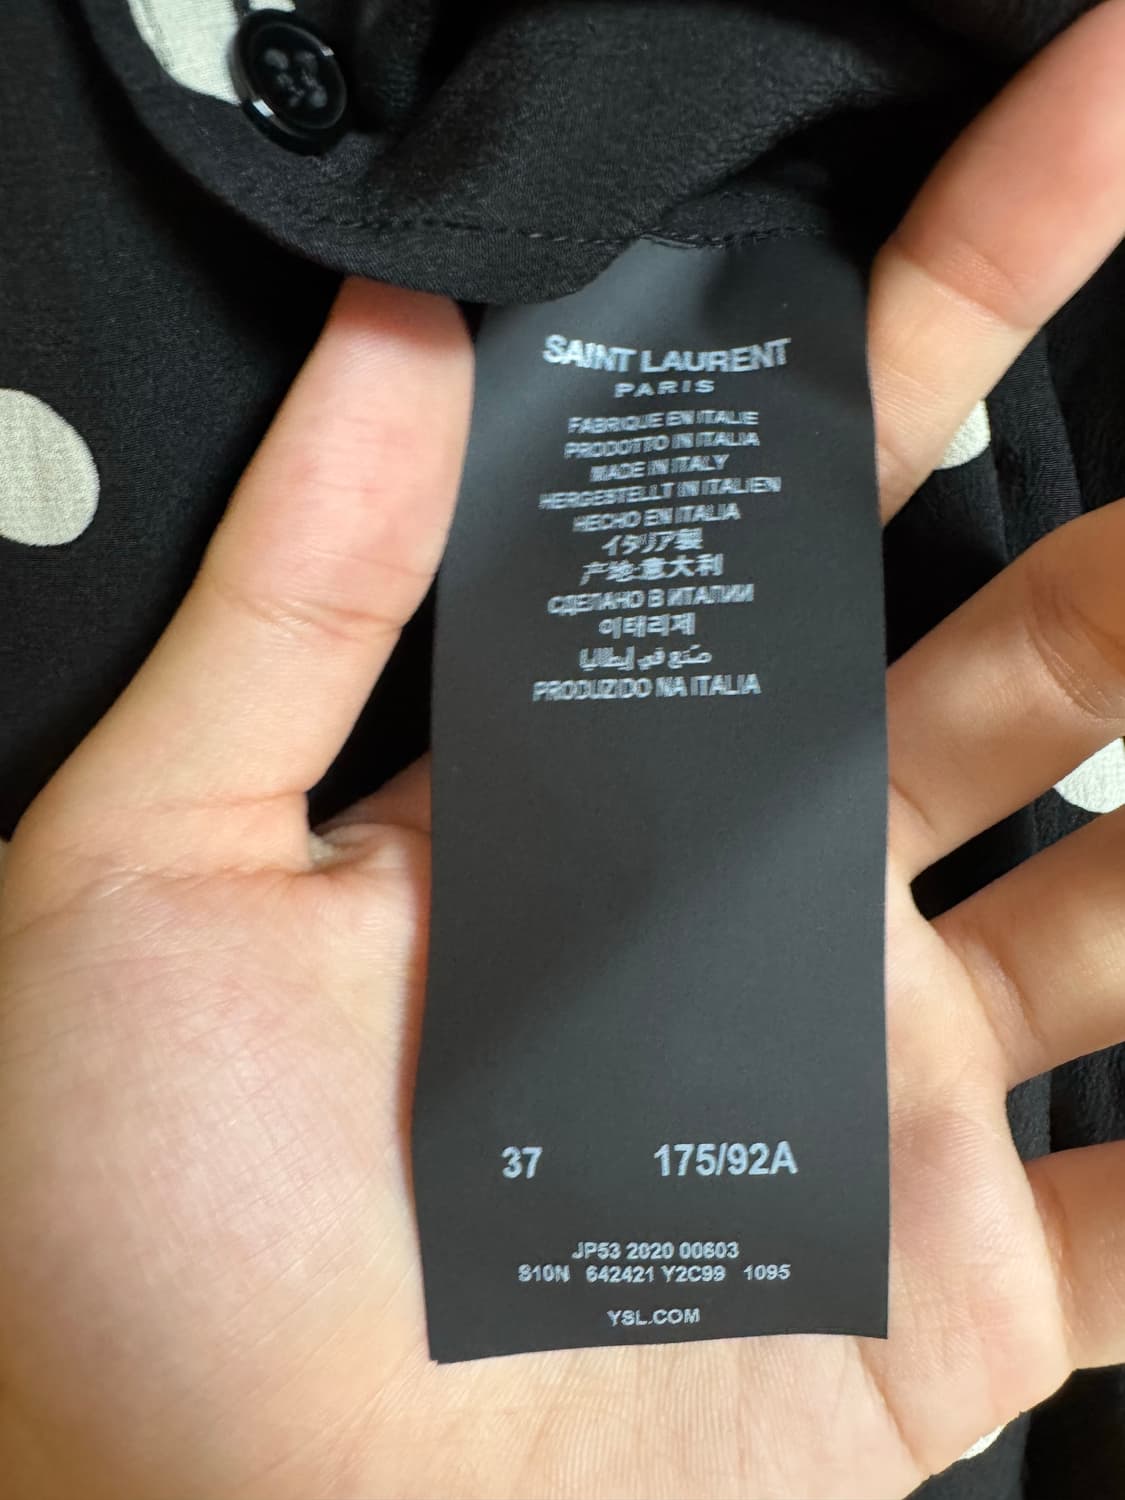 SAINT LAURENT
PARIS
FABRIQUE EN ITALIE
PRODOTTO IN ITALIA
MADE IN ITALY
HERGESTELLT IN ITALIEN
HECHO EN ITALIA
イタリア製
产地:意大利
СДЕЛАНО В ИТАЛИИ
이태리제
صُنع في إيطاليا
PRODUZIDO NA ITALIA
37 175/92A
JP53 2020 00603
S10N 642421 Y2C99 1095
YSL.COM